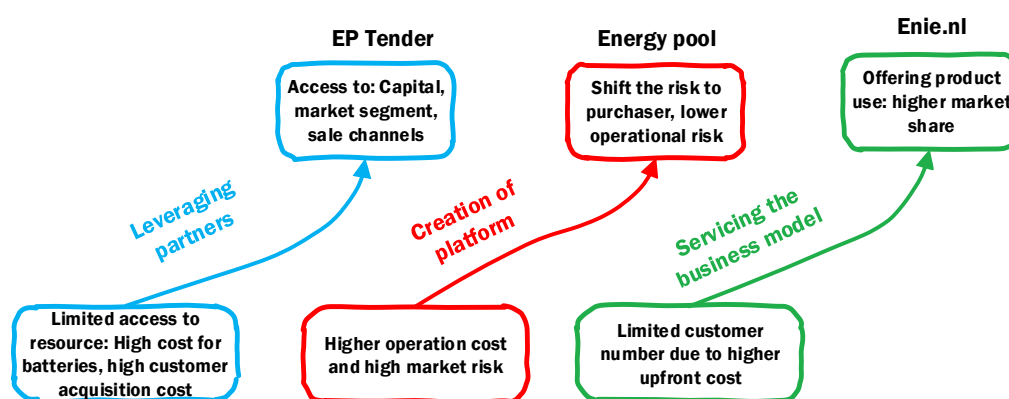 EP Tender
Access to: Capital,
market segment,
sale channels
Leveraging
partners
Limited access to
resource: High cost for
batteries, high customer
acquisition cost
Energy pool
Shift the risk to
purchaser, lower
operational risk
Creation of
platform
Higher operation cost
and high market risk
Enie.nl
Offering product
use: higher market
share
Servicing the
business model
Limited customer
number due to higher
upfront cost